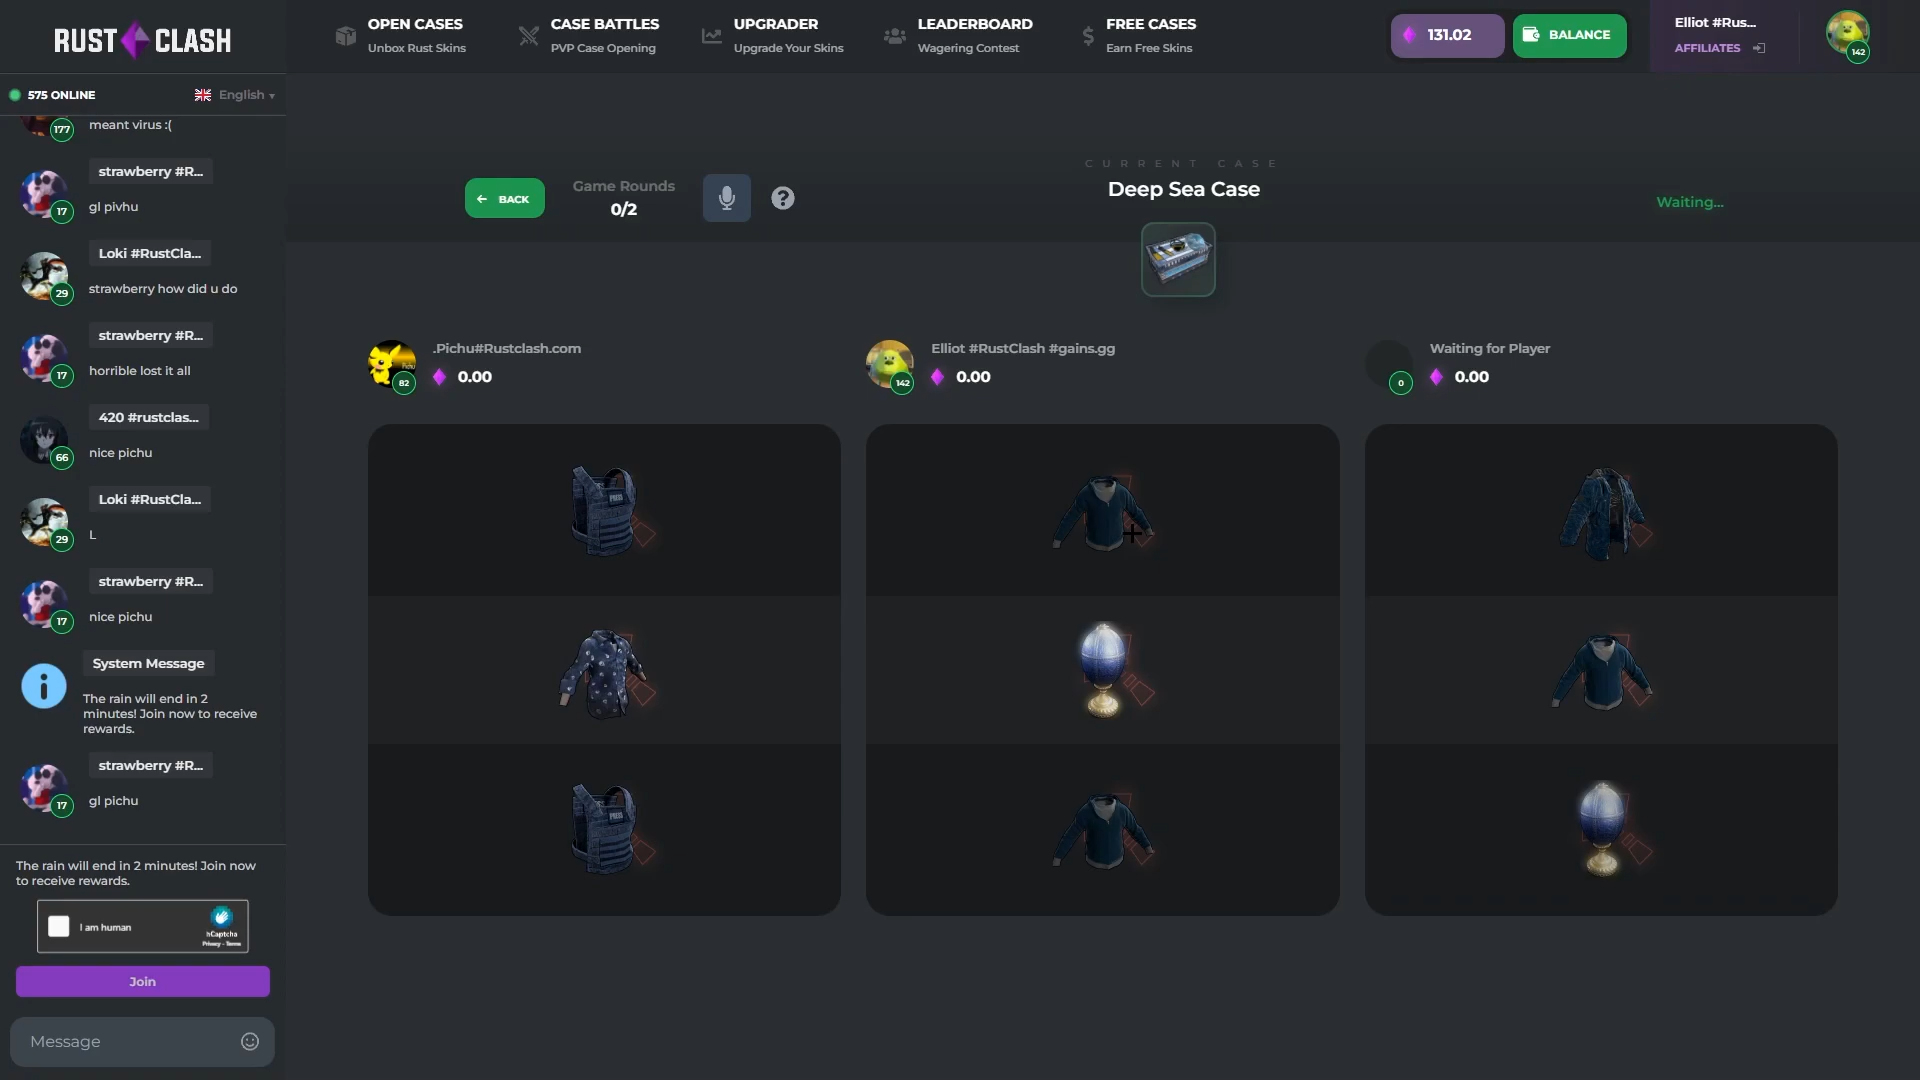 RUST CLASH
OPEN CASES
Unbox Rust Skins
CASE BATTLES
PVP Case Opening
UPGRADER
Upgrade Your Skins
LEADERBOARD
Wagering Contest
FREE CASES
Earn Free Skins
131.02
BALANCE
Elliot #Rus...
AFFILIATES
142
575 ONLINE
English
177
meant virus :(
strawberry #R...
17
gl pivhu
Loki #RustCla...
29
strawberry how did u do
strawberry #R...
17
horrible lost it all
420 #rustclas...
66
nice pichu
Loki #RustCla...
29
L
strawberry #R...
17
nice pichu
System Message
The rain will end in 2
minutes! Join now to receive
rewards.
strawberry #R...
17
gl pichu
The rain will end in 2 minutes! Join now
to receive rewards.
I am human
hCaptcha
Privacy - Terms
Join
Message
BACK
Game Rounds
0/2
?
CURRENT CASE
Deep Sea Case
Waiting...
.Pichu#Rustclash.com
82
0.00
Elliot #RustClash #gains.gg
142
0.00
Waiting for Player
0
0.00
PRESS
PRESS